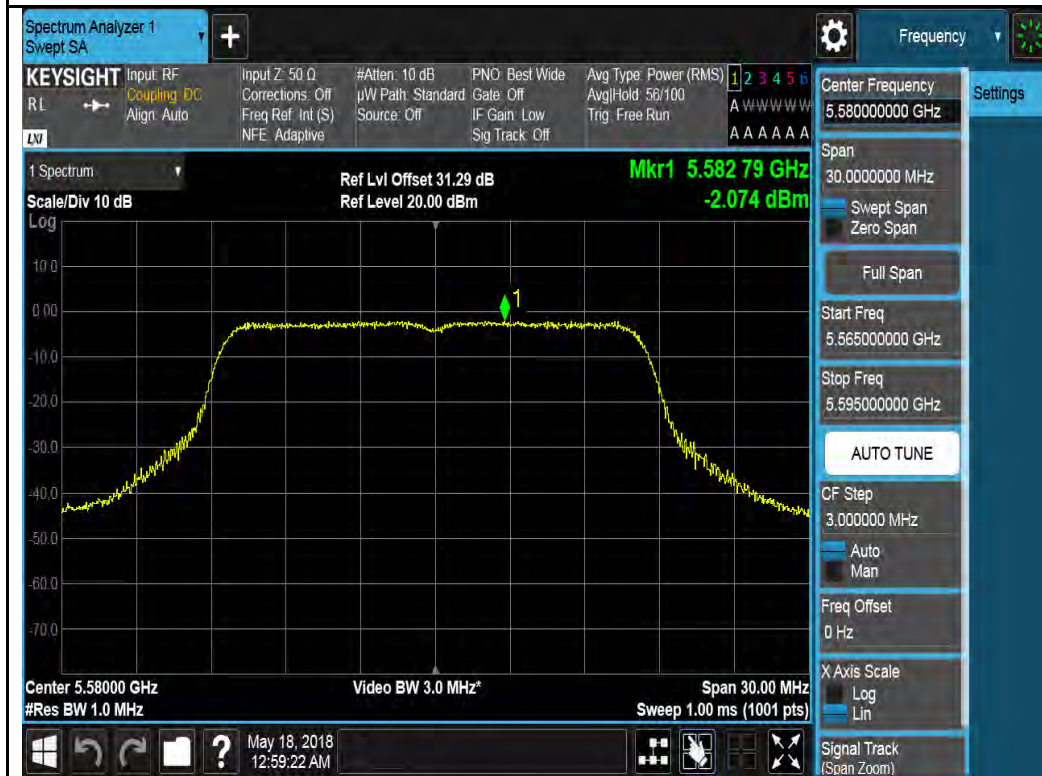 Spectrum Analyzer 1
Swept SA
+
Frequency
KEYSIGHT
RL
LXI
Input: RF
Coupling: DC
Align: Auto
Input Z: 50 Ω
Corrections: Off
Freq Ref: Int (S)
NFE: Adaptive
#Atten: 10 dB
µW Path: Standard
Source: Off
PNO: Best Wide
Gate: Off
IF Gain: Low
Sig Track: Off
Avg Type: Power (RMS)
Avg|Hold: 56/100
Trig: Free Run
1 2 3 4 5 6
A W W W W W
A A A A A A
1 Spectrum
Scale/Div 10 dB
Ref Lvl Offset 31.29 dB
Ref Level 20.00 dBm
Mkr1 5.582 79 GHz
-2.074 dBm
Log
10.0
0.00
-10.0
-20.0
-30.0
-40.0
-50.0
-60.0
-70.0
1
Center 5.58000 GHz
#Res BW 1.0 MHz
Video BW 3.0 MHz*
Span 30.00 MHz
Sweep 1.00 ms (1001 pts)
?
May 18, 2018
12:59:22 AM
Center Frequency
5.580000000 GHz
Span
30.0000000 MHz
Swept Span
Zero Span
Full Span
Start Freq
5.565000000 GHz
Stop Freq
5.595000000 GHz
AUTO TUNE
CF Step
3.000000 MHz
Auto
Man
Freq Offset
0 Hz
X Axis Scale
Log
Lin
Signal Track
(Span Zoom)
Settings